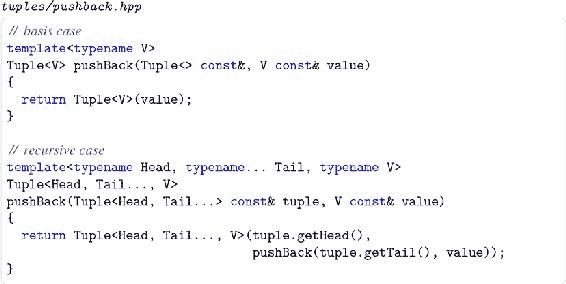 tuples/pushback.hpp
// basis case
template<typename V>
Tuple<V> pushBack(Tuple<> const&, V const& value)
{
  return Tuple<V>(value);
}
// recursive case
template<typename Head, typename... Tail, typename V>
Tuple<Head, Tail..., V>
pushBack(Tuple<Head, Tail...> const& tuple, V const& value)
{
  return Tuple<Head, Tail..., V>(tuple.getHead(),
                                 pushBack(tuple.getTail(), value));
}